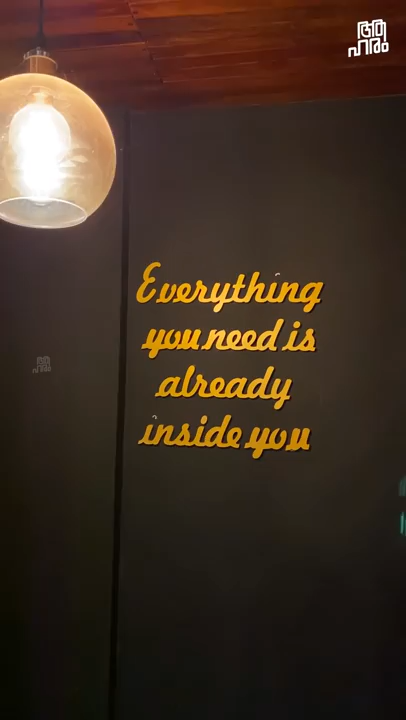 ആ
ഹാരം
Everything
you need is
already
inside you